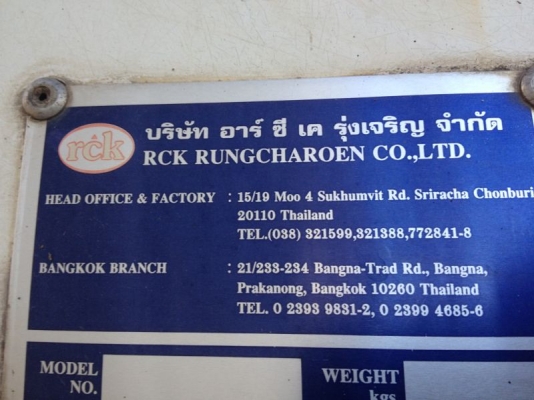 rck
บริษัท อาร์ ซี เค รุ่งเจริญ จำกัด
RCK RUNGCHAROEN CO.,LTD.
HEAD OFFICE & FACTORY : 15/19 Moo 4 Sukhumvit Rd. Sriracha Chonburi
20110 Thailand
TEL.(038) 321599,321388,772841-8
BANGKOK BRANCH : 21/233-234 Bangna-Trad Rd., Bangna,
Prakanong, Bangkok 10260 Thailand
TEL. 0 2393 9831-2, 0 2399 4685-6
MODEL NO. WEIGHT kgs